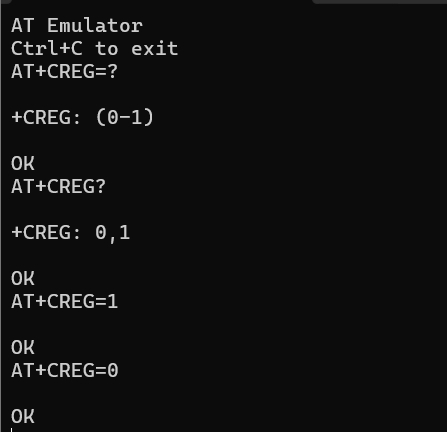 AT Emulator
Ctrl+C to exit
AT+CREG=?
+CREG: (0-1)
OK
AT+CREG?
+CREG: 0,1
OK
AT+CREG=1
OK
AT+CREG=0
OK